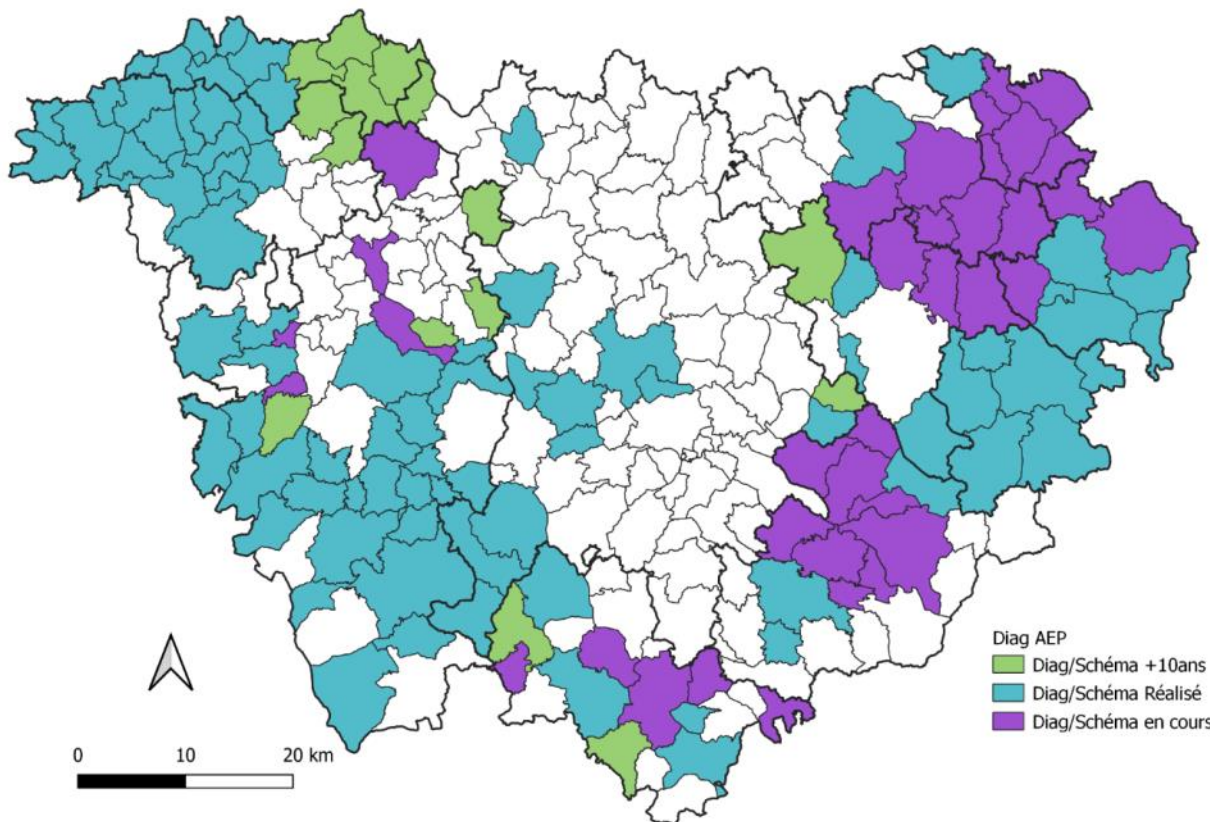 Diag AEP
Diag/Schéma +10ans
Diag/Schéma Réalisé
Diag/Schéma en cours
0 10 20 km